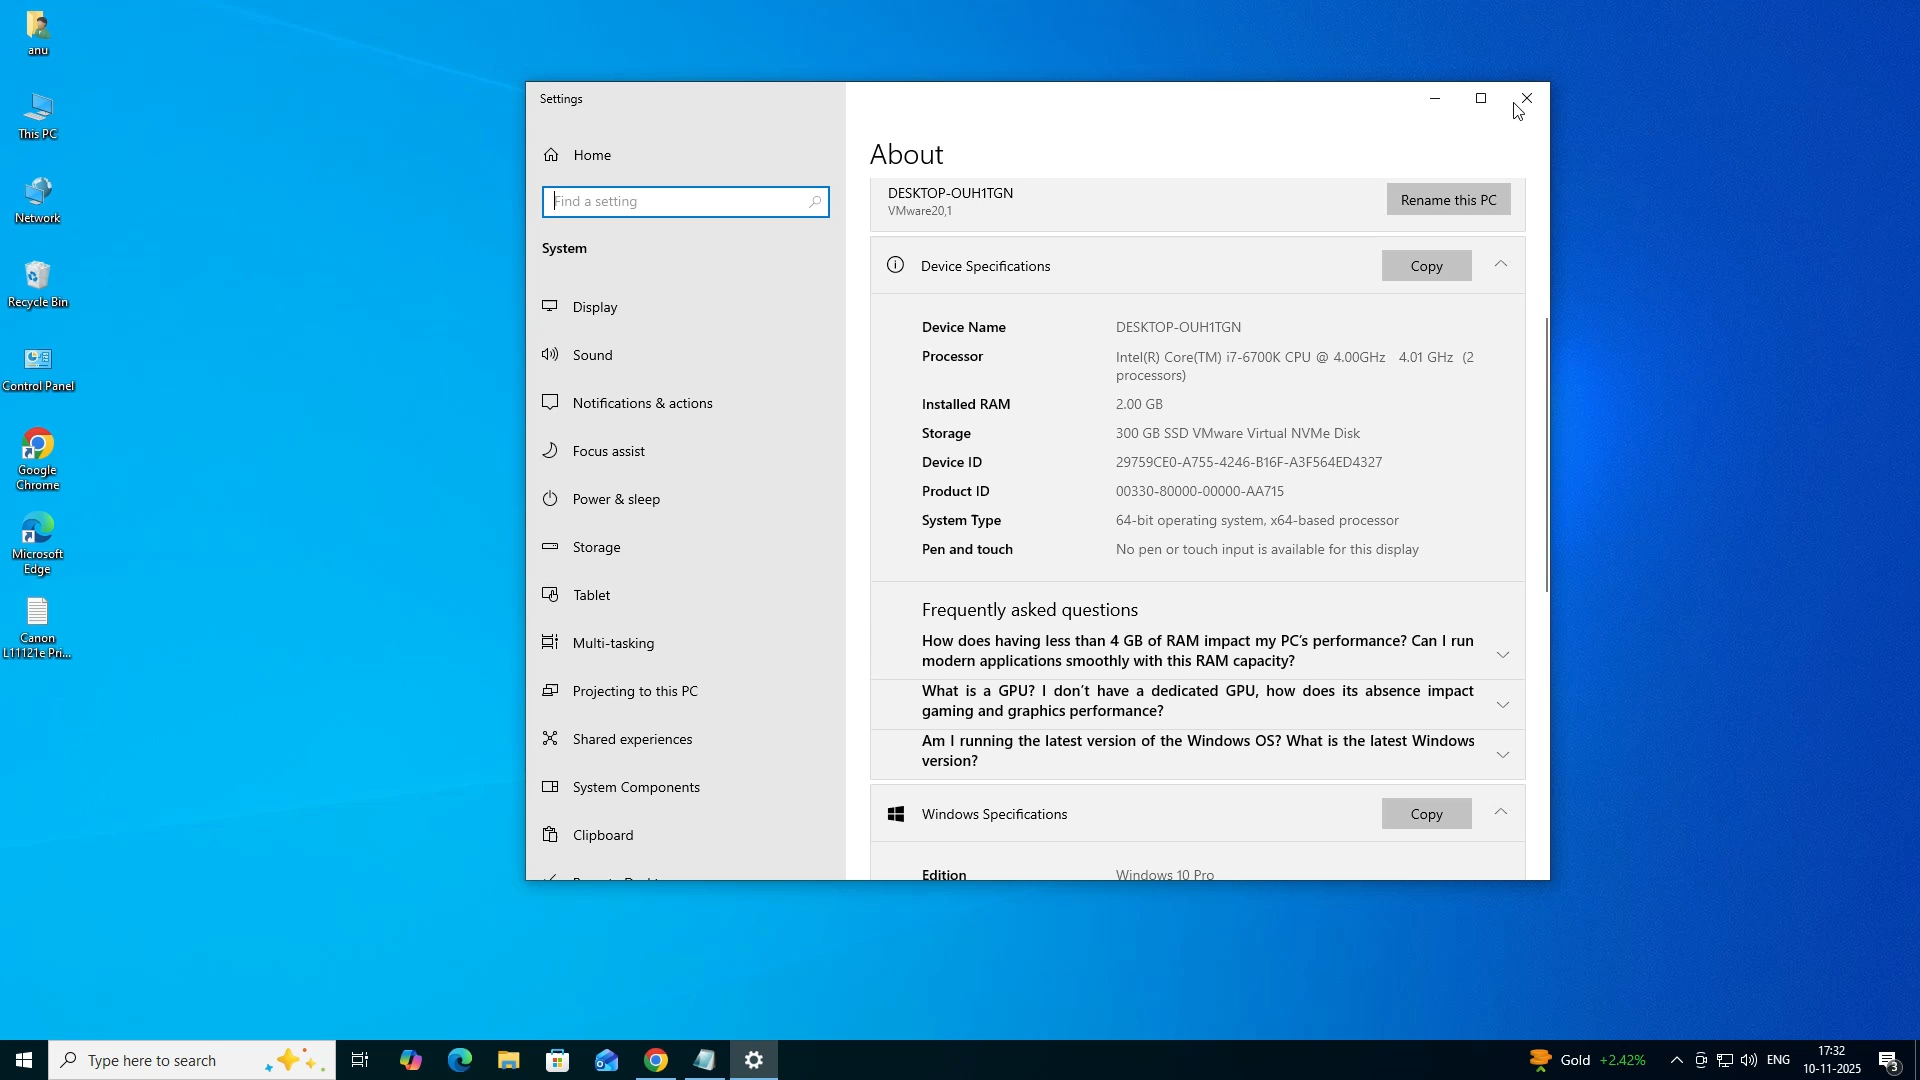 anu
This PC
Network
Recycle Bin
Control Panel
Google
Chrome
Microsoft
Edge
Canon
L11121e Pri...
Settings
Home
Find a setting
System
Display
Sound
Notifications & actions
Focus assist
Power & sleep
Storage
Tablet
Multi-tasking
Projecting to this PC
Shared experiences
System Components
Clipboard
About
DESKTOP-OUH1TGN
VMware20,1
Rename this PC
Device Specifications
Copy
Device Name DESKTOP-OUH1TGN
Processor Intel(R) Core(TM) i7-6700K CPU @ 4.00GHz 4.01 GHz (2
processors)
Installed RAM 2.00 GB
Storage 300 GB SSD VMware Virtual NVMe Disk
Device ID 29759CE0-A755-4246-B16F-A3F564ED4327
Product ID 00330-80000-00000-AA715
System Type 64-bit operating system, x64-based processor
Pen and touch No pen or touch input is available for this display
Frequently asked questions
How does having less than 4 GB of RAM impact my PC's performance? Can I run
modern applications smoothly with this RAM capacity?
What is a GPU? I don't have a dedicated GPU, how does its absence impact
gaming and graphics performance?
Am I running the latest version of the Windows OS? What is the latest Windows
version?
Windows Specifications
Copy
Edition Windows 10 Pro
Type here to search
Gold +2.42%
ENG
17:32
10-11-2025
3